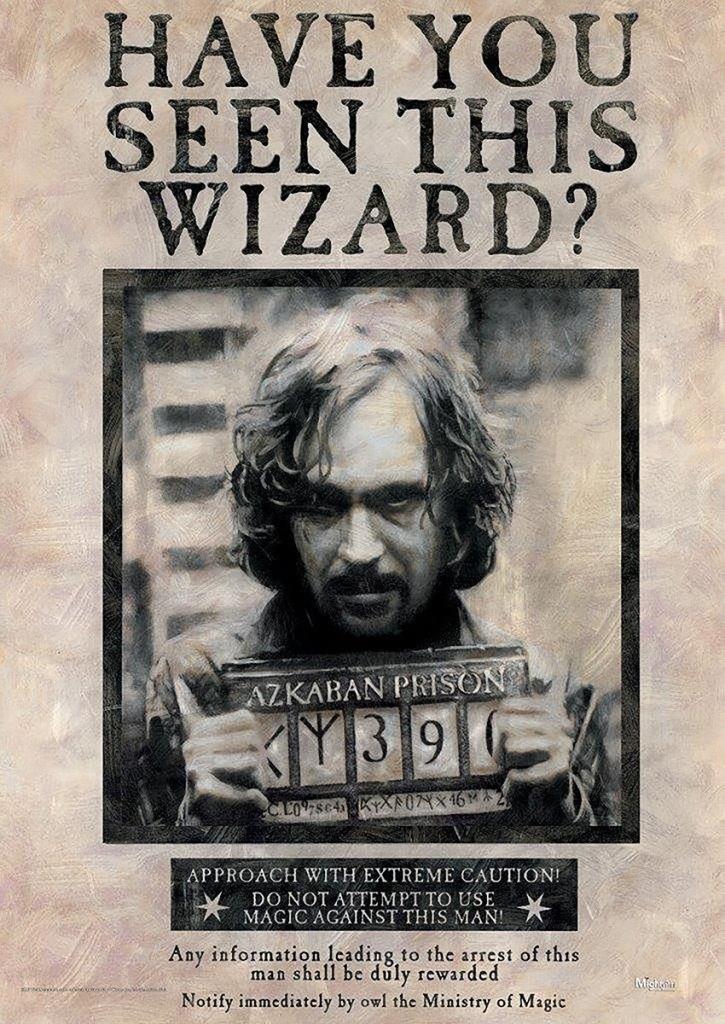 HAVE YOU
SEEN THIS
WIZARD?
AZKABAN PRISON
ᛉ 3 9
APPROACH WITH EXTREME CAUTION!
DO NOT ATTEMPT TO USE
MAGIC AGAINST THIS MAN!
Any information leading to the arrest of this
man shall be duly rewarded
Notify immediately by owl the Ministry of Magic